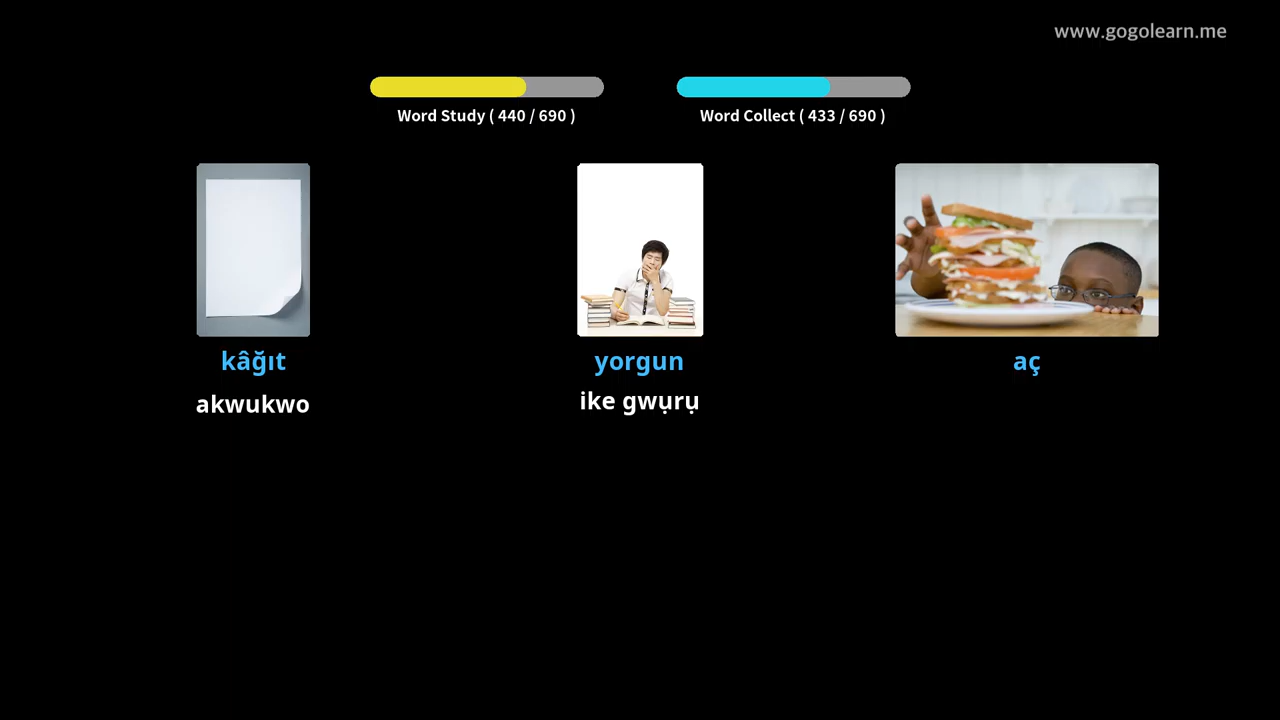 www.gogolearn.me
Word Study ( 440 / 690 )
Word Collect ( 433 / 690 )
kâğıt
yorgun
aç
akwukwo
ike gwụrụ